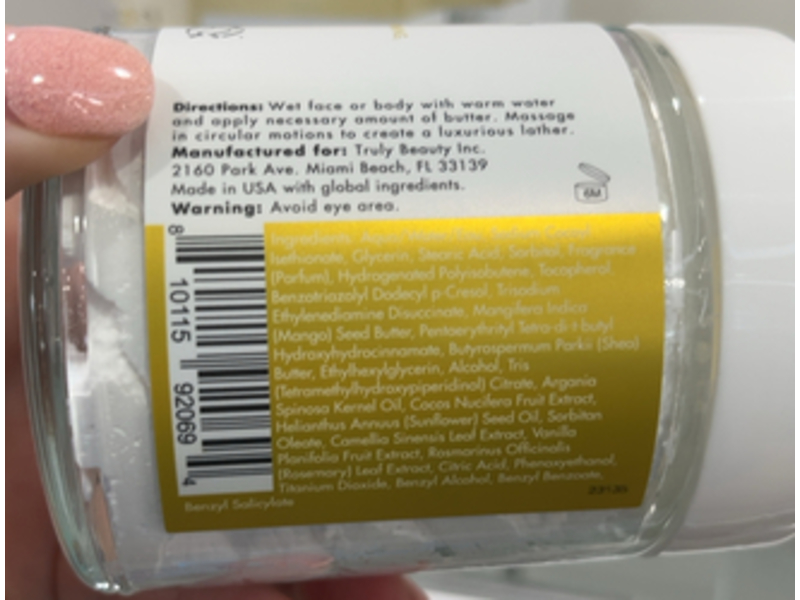 Directions: Wet face or body with warm water
and apply necessary amount of butter. Massage
in circular motions to create a luxurious lather.
Manufactured for: Truly Beauty Inc.
2160 Park Ave. Miami Beach, FL 33139
Made in USA with global ingredients.
Warning: Avoid eye area.
6M
Ingredients: Aqua/Water/Eau, Sodium Cocoyl
Isethionate, Glycerin, Stearic Acid, Sorbitol, Fragrance
(Parfum), Hydrogenated Polyisobutene, Tocopherol,
Benzotriazolyl Dodecyl p-Cresol, Trisodium
Ethylenediamine Disuccinate, Mangifera Indica
(Mango) Seed Butter, Pentaerythrityl Tetra-di-t-butyl
Hydroxyhydrocinnamate, Butyrospermum Parkii (Shea)
Butter, Ethylhexylglycerin, Alcohol, Tris
(Tetramethylhydroxypiperidinol) Citrate, Argania
Spinosa Kernel Oil, Cocos Nucifera Fruit Extract,
Helianthus Annuus (Sunflower) Seed Oil, Sorbitan
Oleate, Camellia Sinensis Leaf Extract, Vanilla
Planifolia Fruit Extract, Rosmarinus Officinalis
(Rosemary) Leaf Extract, Citric Acid, Phenoxyethanol,
Titanium Dioxide, Benzyl Alcohol, Benzyl Benzoate,
Benzyl Salicylate
8 10115 92069 4